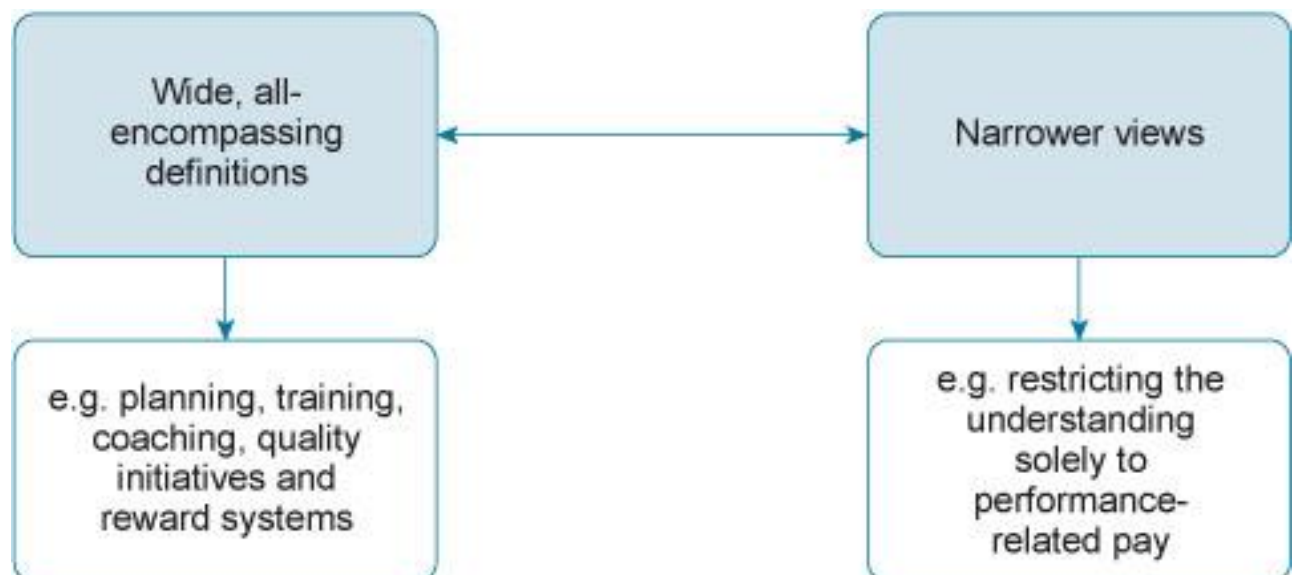 Wide, all-
encompassing
definitions
Narrower views
e.g. planning, training,
coaching, quality
initiatives and
reward systems
e.g. restricting the
understanding
solely to
performance-
related pay